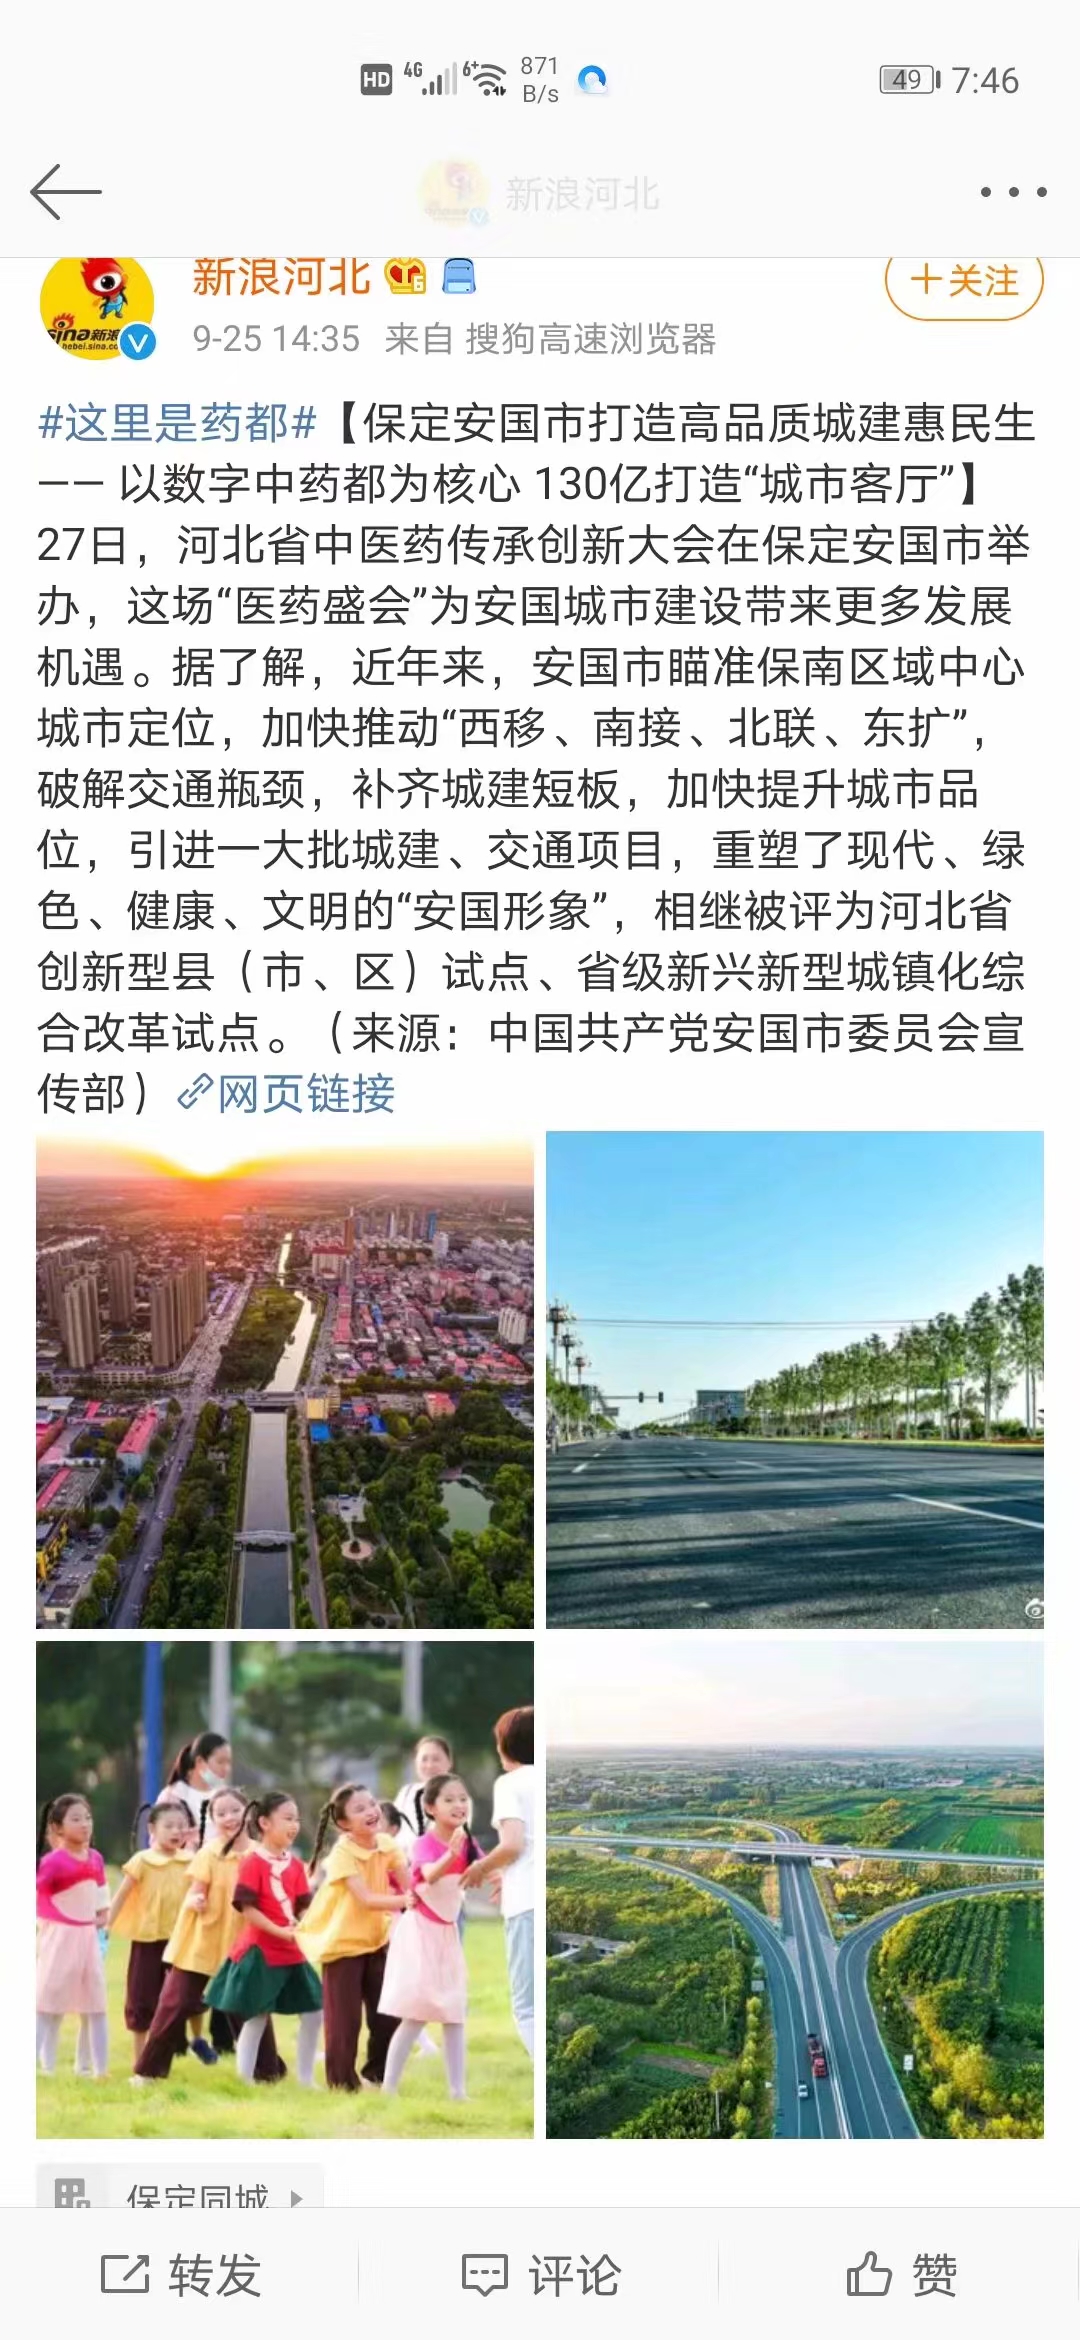 HD 4G 6+ 871 B/s 49 7:46
新浪河北
新浪河北
关注
sina新浪
hebei.sina.c
9-25 14:35 来自 搜狗高速浏览器
#这里是药都#【保定安国市打造高品质城建惠民生
—— 以数字中药都为核心 130亿打造“城市客厅”】
27日，河北省中医药传承创新大会在保定安国市举
办，这场“医药盛会”为安国城市建设带来更多发展
机遇。据了解，近年来，安国市瞄准保南区域中心
城市定位，加快推动“西移、南接、北联、东扩”，
破解交通瓶颈，补齐城建短板，加快提升城市品
位，引进一大批城建、交通项目，重塑了现代、绿
色、健康、文明的“安国形象”，相继被评为河北省
创新型县（市、区）试点、省级新兴新型城镇化综
合改革试点。（来源：中国共产党安国市委员会宣
传部）网页链接
保定同城
转发 评论 赞